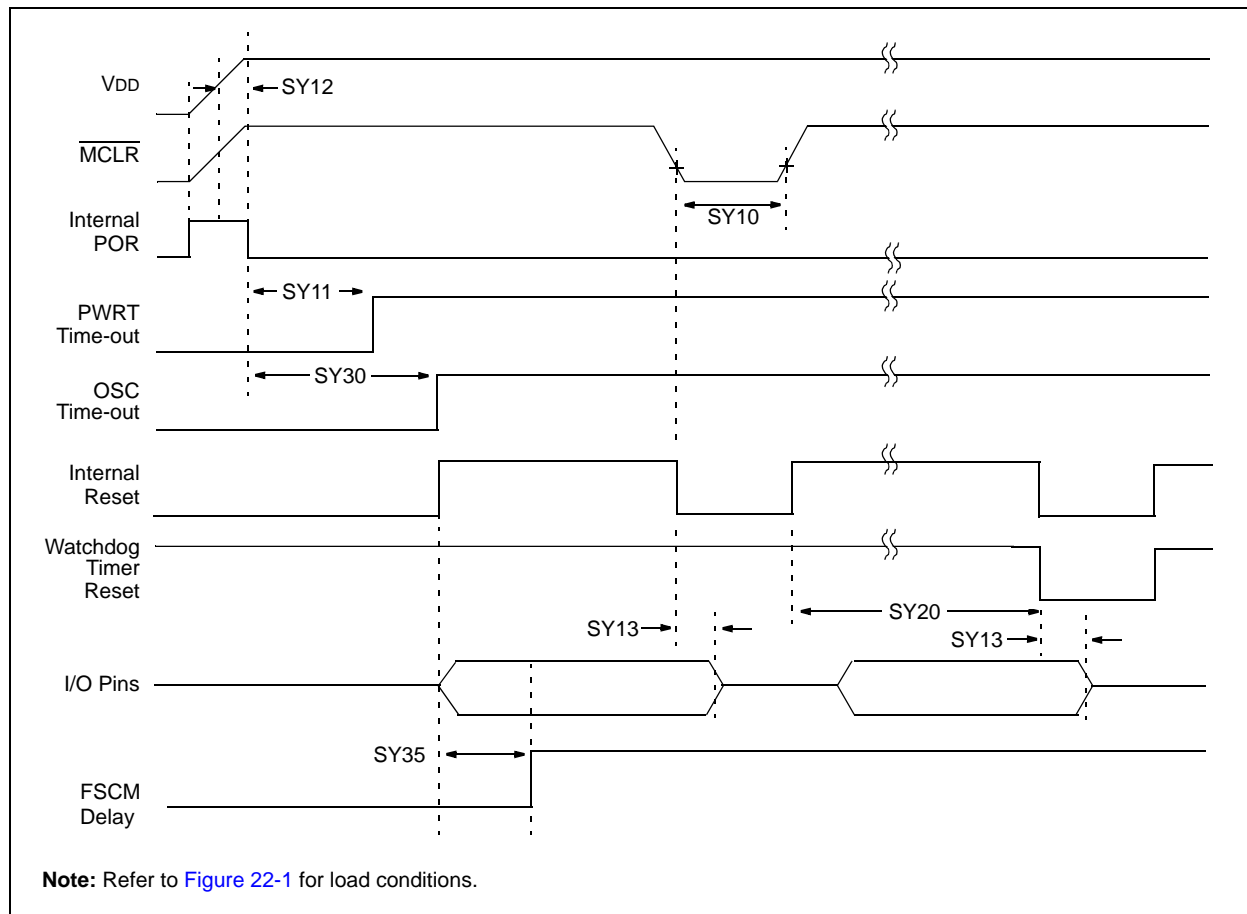 VDD
SY12
MCLR
SY10
Internal
POR
SY11
PWRT
Time-out
SY30
OSC
Time-out
Internal
Reset
Watchdog
Timer
Reset
SY20
SY13
SY13
I/O Pins
SY35
FSCM
Delay
Note: Refer to Figure 22-1 for load conditions.